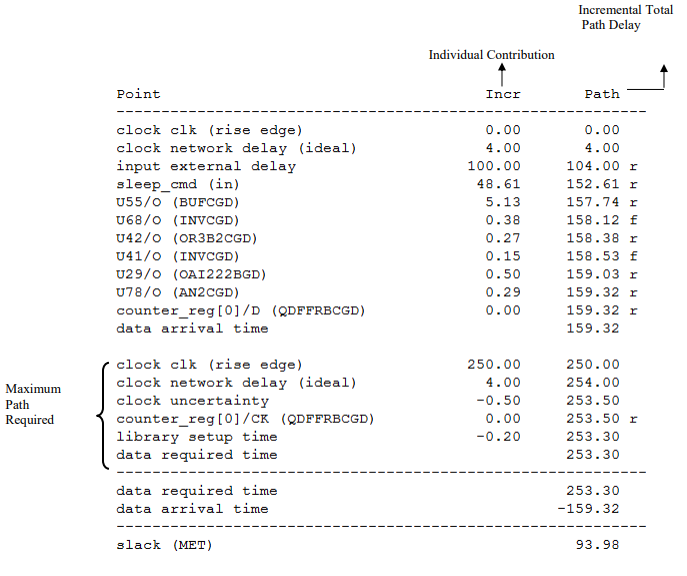 Incremental Total
Path Delay
Individual Contribution
Point Incr Path
clock clk (rise edge) 0.00 0.00
clock network delay (ideal) 4.00 4.00
input external delay 100.00 104.00 r
sleep_cmd (in) 48.61 152.61 r
U55/O (BUFCGD) 5.13 157.74 r
U68/O (INVCGD) 0.38 158.12 f
U42/O (OR3B2CGD) 0.27 158.38 r
U41/O (INVCGD) 0.15 158.53 f
U29/O (OAI222BGD) 0.50 159.03 r
U78/O (AN2CGD) 0.29 159.32 r
counter_reg[0]/D (QDFFRBCGD) 0.00 159.32 r
data arrival time 159.32
clock clk (rise edge) 250.00 250.00
clock network delay (ideal) 4.00 254.00
clock uncertainty -0.50 253.50
counter_reg[0]/CK (QDFFRBCGD) 0.00 253.50 r
library setup time -0.20 253.30
data required time 253.30
Maximum
Path
Required
data required time 253.30
data arrival time -159.32
slack (MET) 93.98